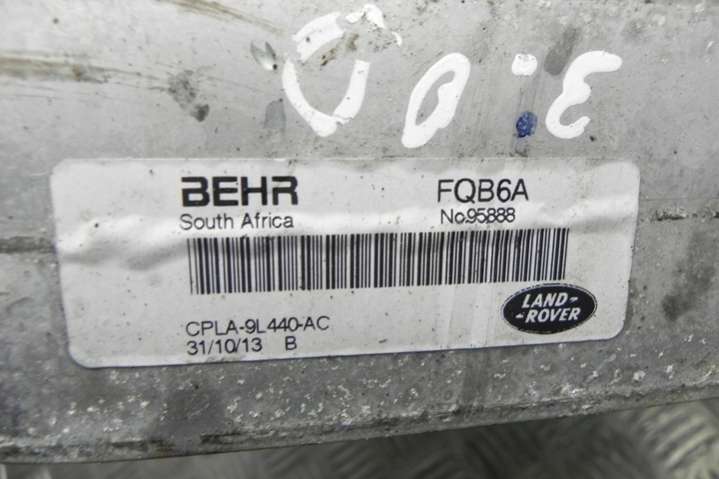 3.0 D
BEHR
FQB6A
South Africa
No.95888
CPLA-9L440-AC
31/10/13 B
LAND-
-ROVER